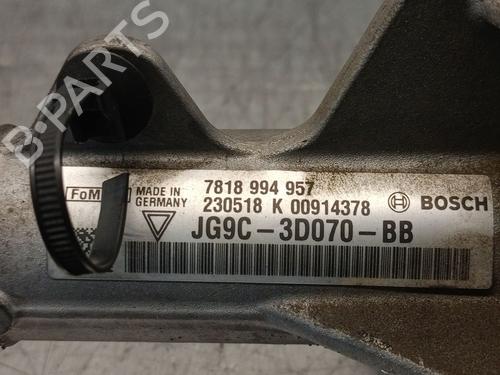 B-PARTS
FoM
MADE IN
GERMANY
7818 994 957
230518 K 00914378
BOSCH
JG9C-3D070-BB